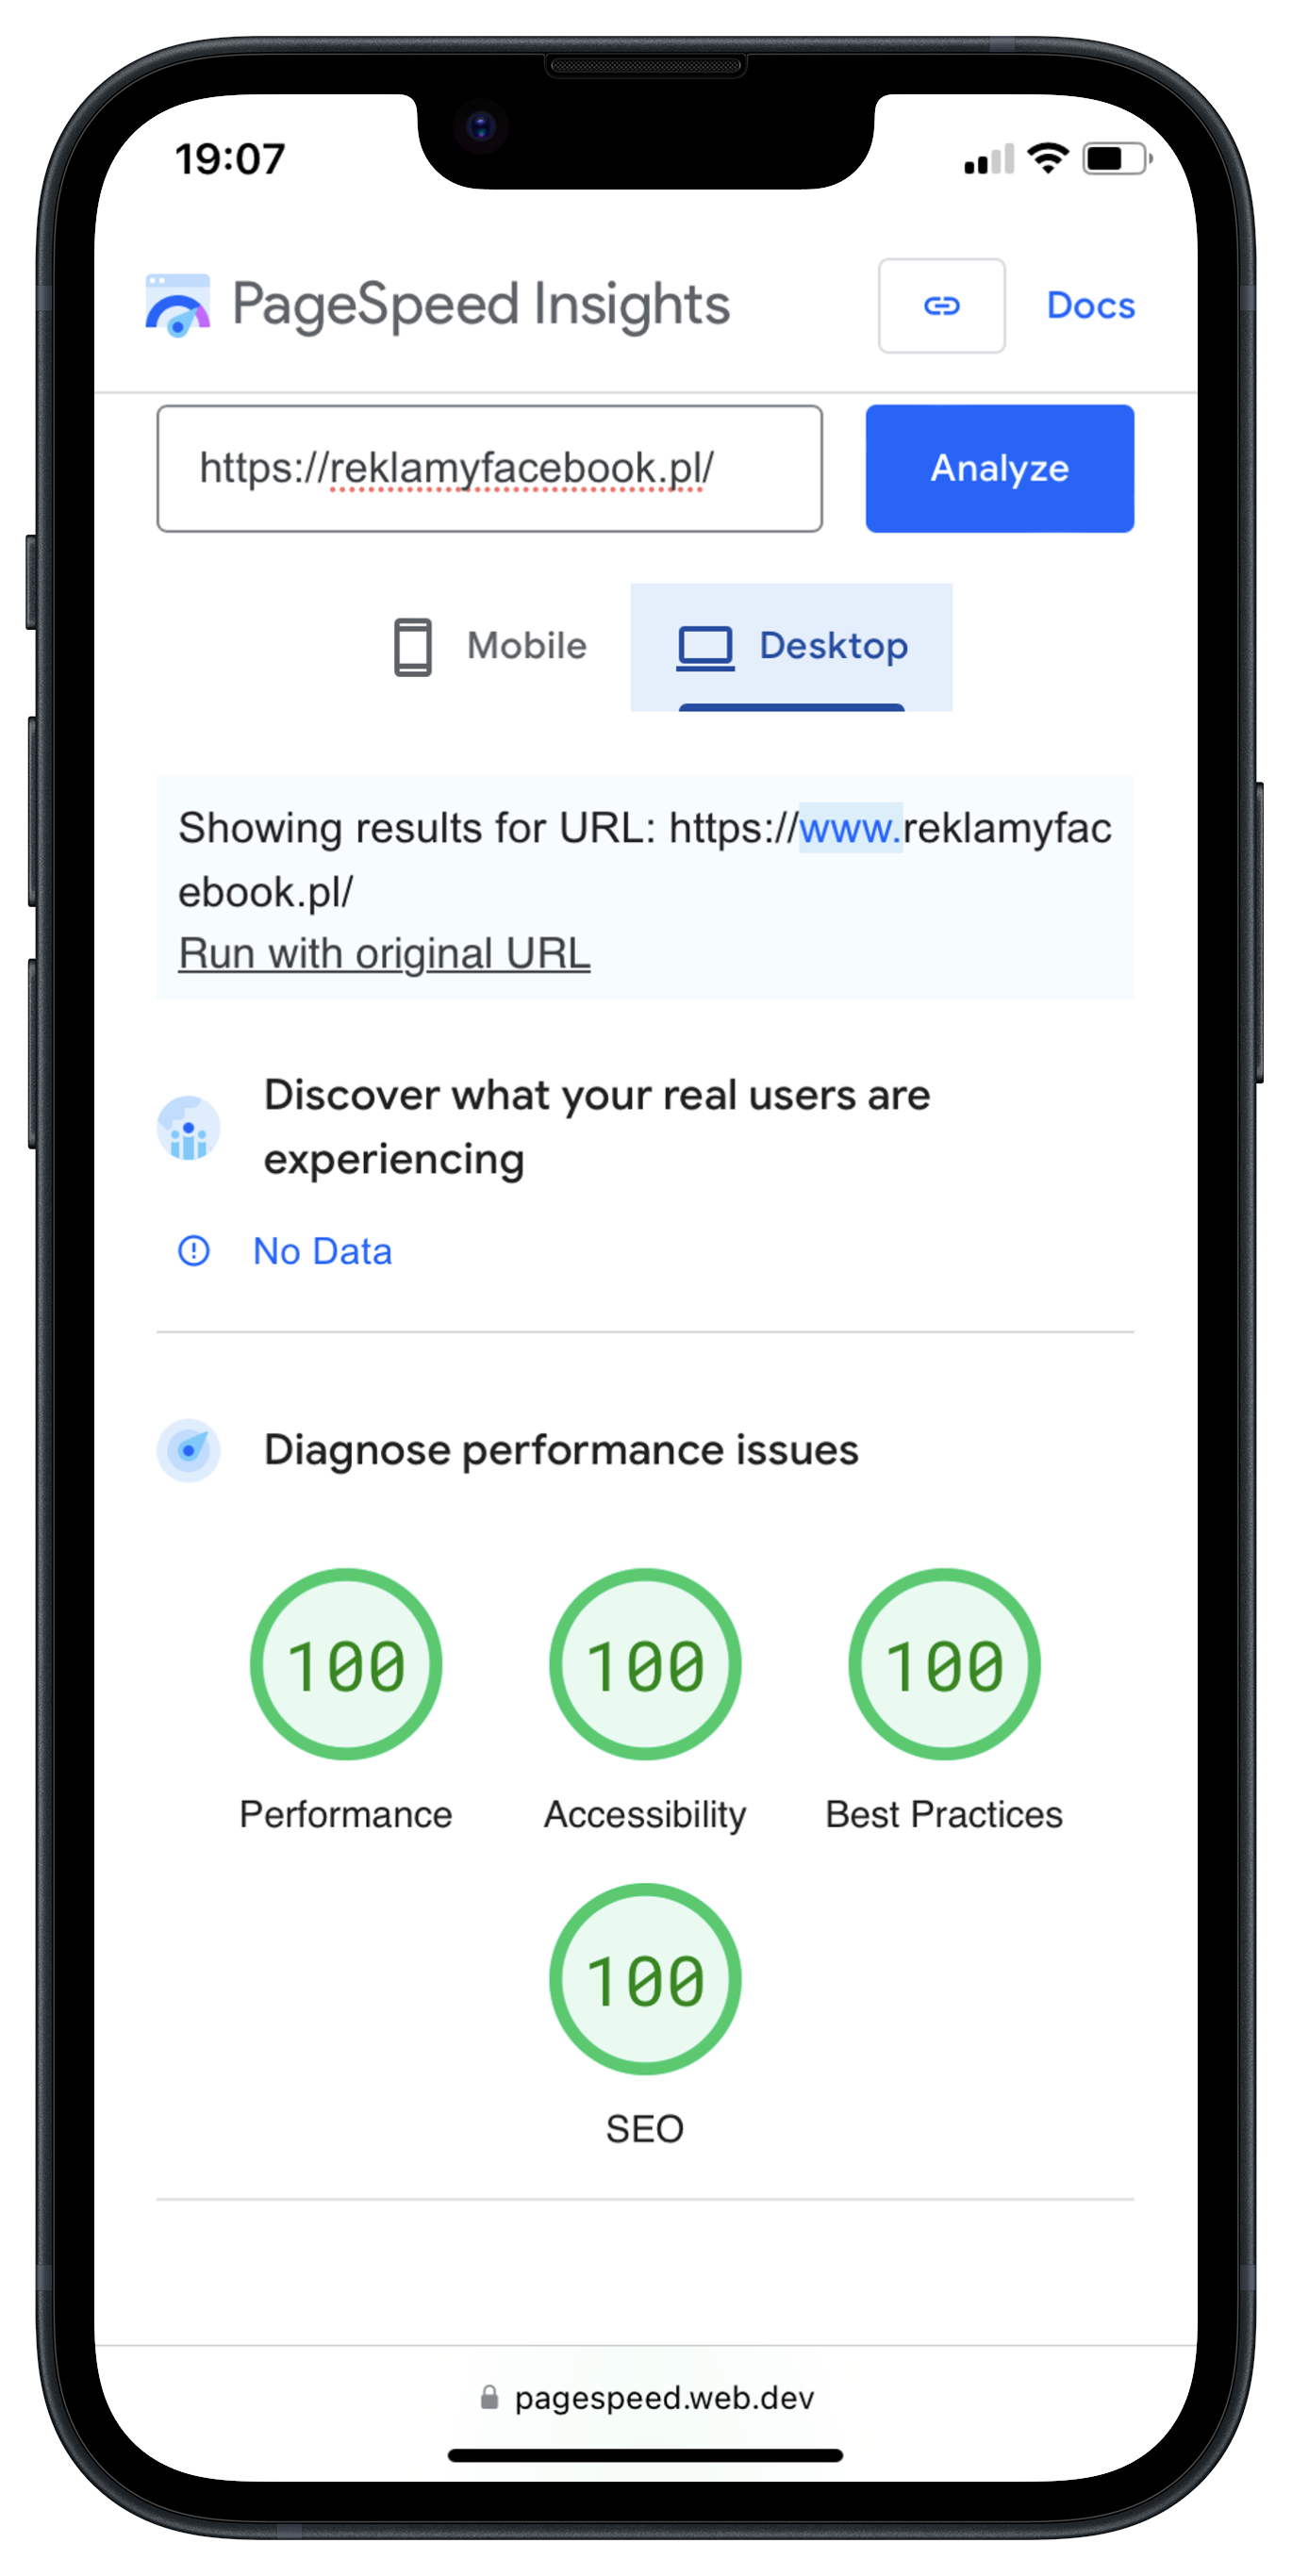 19:07
PageSpeed Insights
Docs
https://reklamyfacebook.pl/
Analyze
Mobile
Desktop
Showing results for URL: https://www.reklamyfac
ebook.pl/
Run with original URL
Discover what your real users are
experiencing
No Data
Diagnose performance issues
100 100 100
Performance Accessibility Best Practices
100
SEO
pagespeed.web.dev